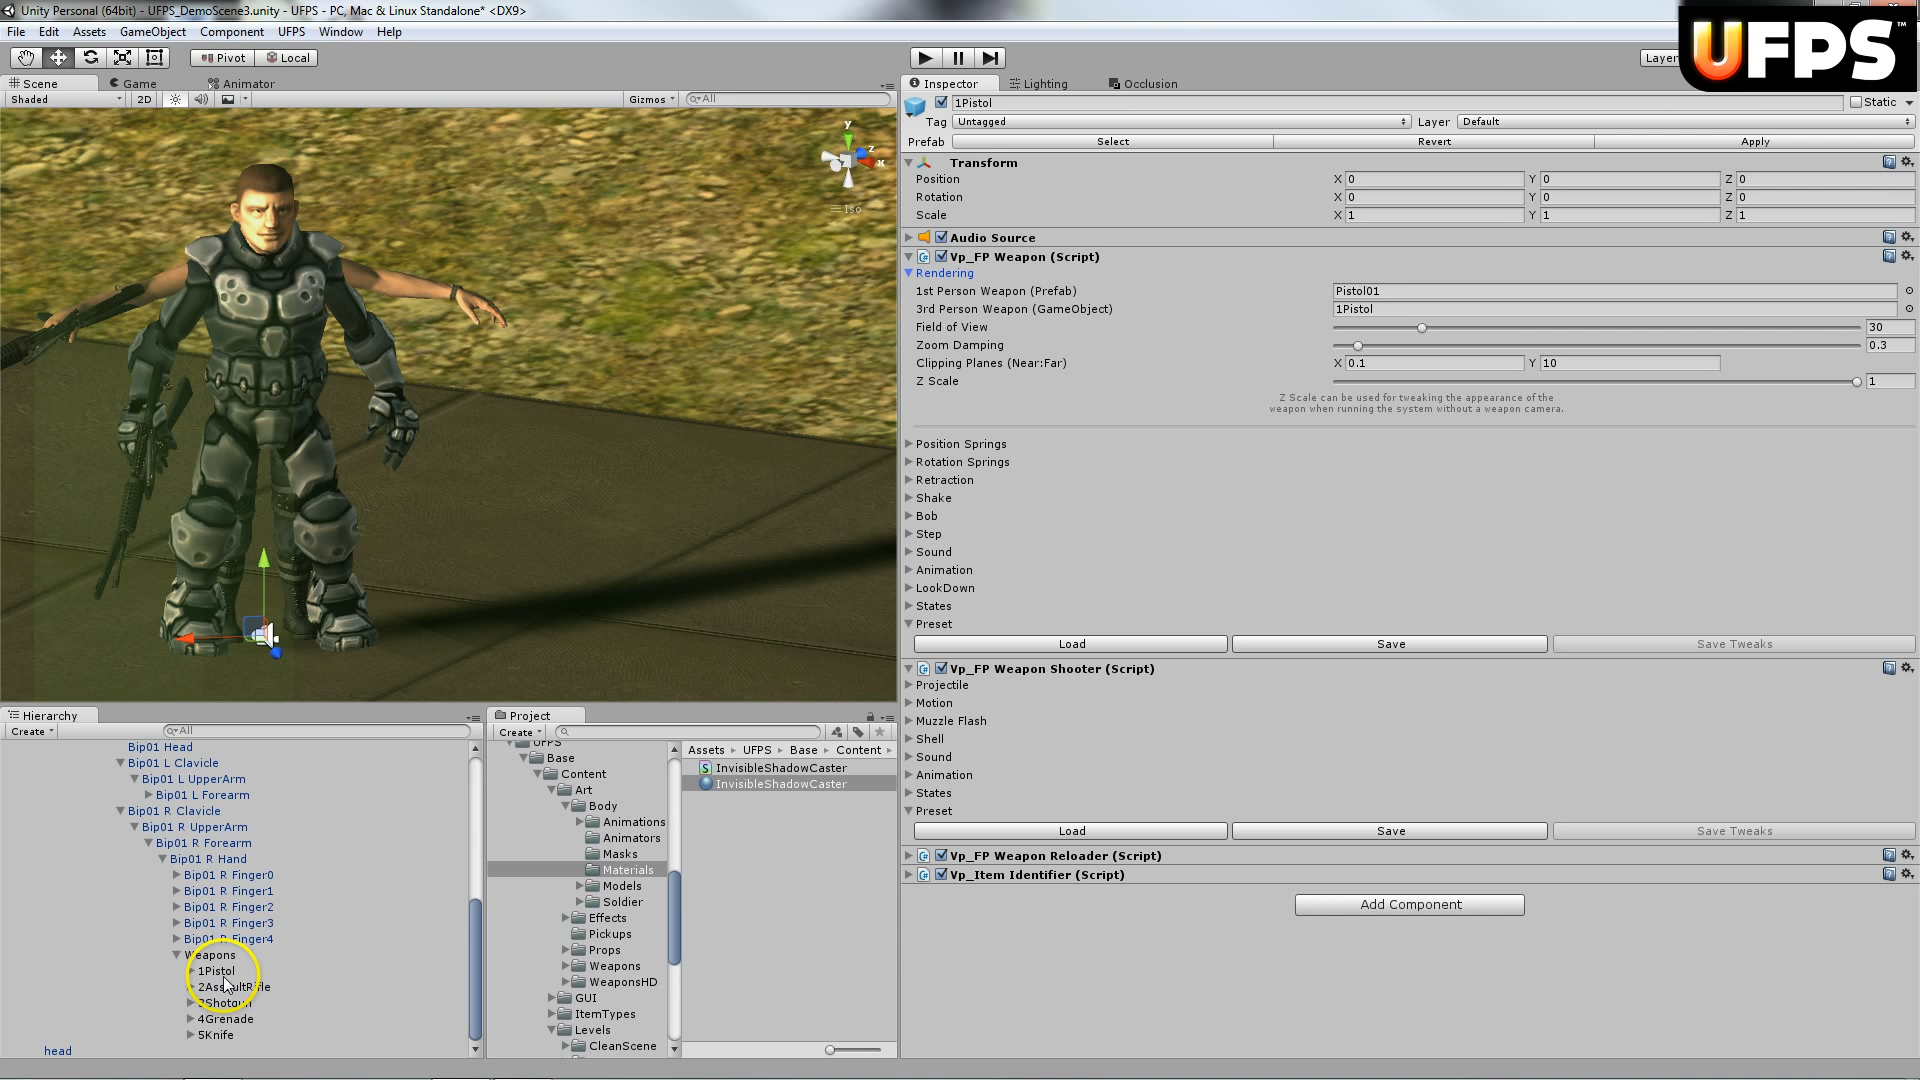 Unity Personal (64bit) - UFPS_DemoScene3.unity - UFPS - PC, Mac & Linux Standalone* <DX9>
File Edit Assets GameObject Component UFPS Window Help
Pivot Local
Layer
UFPS™
Scene Game Animator
Shaded 2D Gizmos All
y
z
x
Iso
Inspector Lighting Occlusion
1Pistol Static
Tag Untagged Layer Default
Prefab Select Revert Apply
Transform
Position X 0 Y 0 Z 0
Rotation X 0 Y 0 Z 0
Scale X 1 Y 1 Z 1
Audio Source
Vp_FP Weapon (Script)
Rendering
1st Person Weapon (Prefab) Pistol01
3rd Person Weapon (GameObject) 1Pistol
Field of View 30
Zoom Damping 0.3
Clipping Planes (Near:Far) X 0.1 Y 10
Z Scale 1
Z Scale can be used for tweaking the appearance of the
weapon when running the system without a weapon camera.
Position Springs
Rotation Springs
Retraction
Shake
Bob
Step
Sound
Animation
LookDown
States
Preset
Load Save Save Tweaks
Vp_FP Weapon Shooter (Script)
Projectile
Motion
Muzzle Flash
Shell
Sound
Animation
States
Preset
Load Save Save Tweaks
Vp_FP Weapon Reloader (Script)
Vp_Item Identifier (Script)
Add Component
Hierarchy
Create All
Bip01 Head
Bip01 L Clavicle
Bip01 L UpperArm
Bip01 L Forearm
Bip01 R Clavicle
Bip01 R UpperArm
Bip01 R Forearm
Bip01 R Hand
Bip01 R Finger0
Bip01 R Finger1
Bip01 R Finger2
Bip01 R Finger3
Bip01 R Finger4
Weapons
1Pistol
2AssaultRifle
3Shotgun
4Grenade
5Knife
head
Project
Create
UFPS
Base
Content
Art
Body
Animations
Animators
Masks
Materials
Models
Soldier
Effects
Pickups
Props
Weapons
WeaponsHD
GUI
ItemTypes
Levels
CleanScene
Assets UFPS Base Content
InvisibleShadowCaster
InvisibleShadowCaster